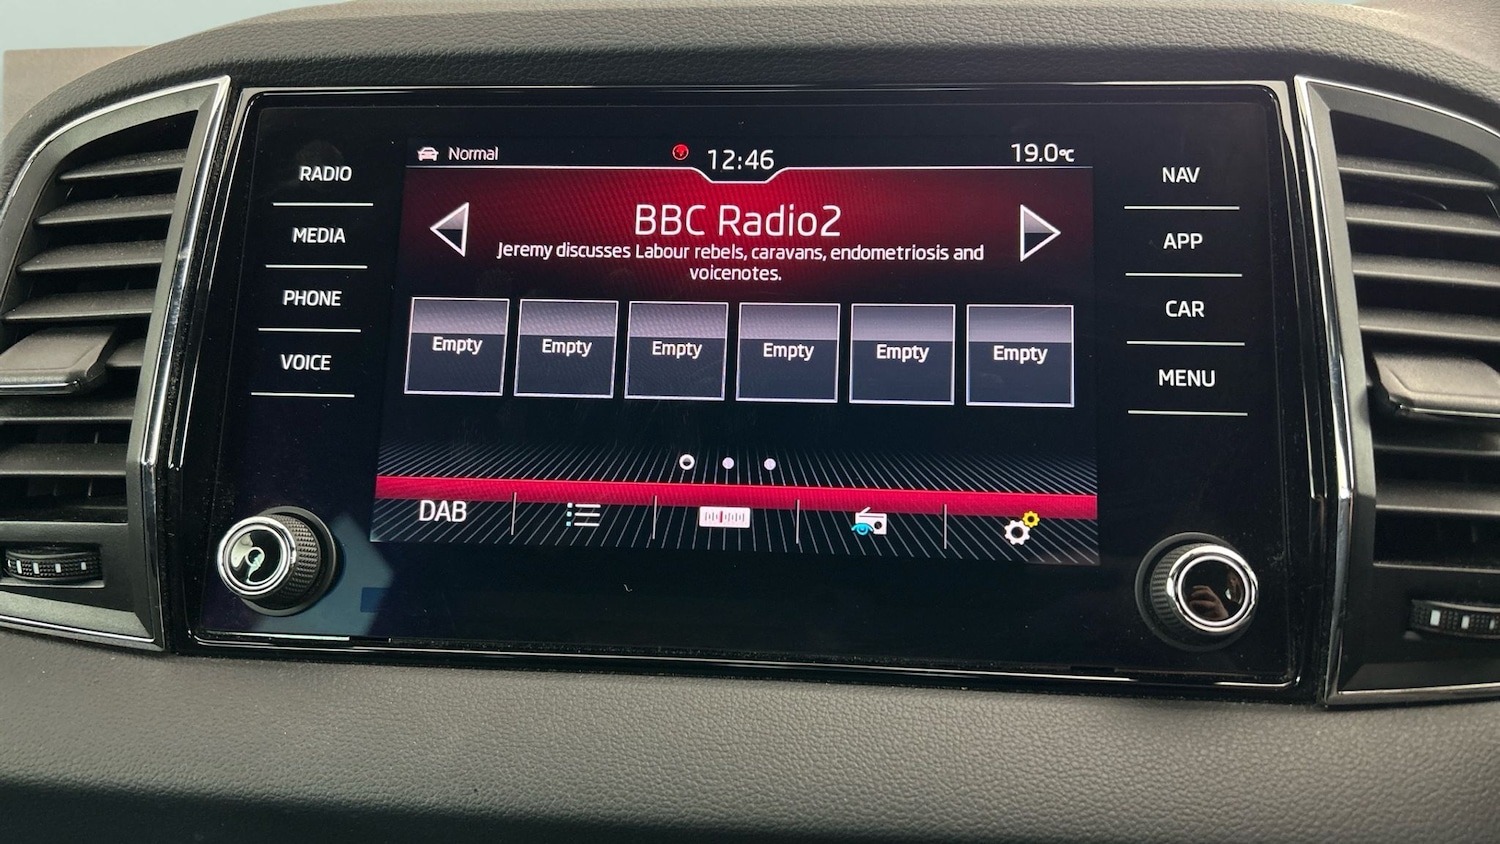 Normal
12:46
19.0°C
RADIO
MEDIA
PHONE
VOICE
BBC Radio2
Jeremy discusses Labour rebels, caravans, endometriosis and
voicenotes.
Empty
Empty
Empty
Empty
Empty
Empty
DAB
NAV
APP
CAR
MENU